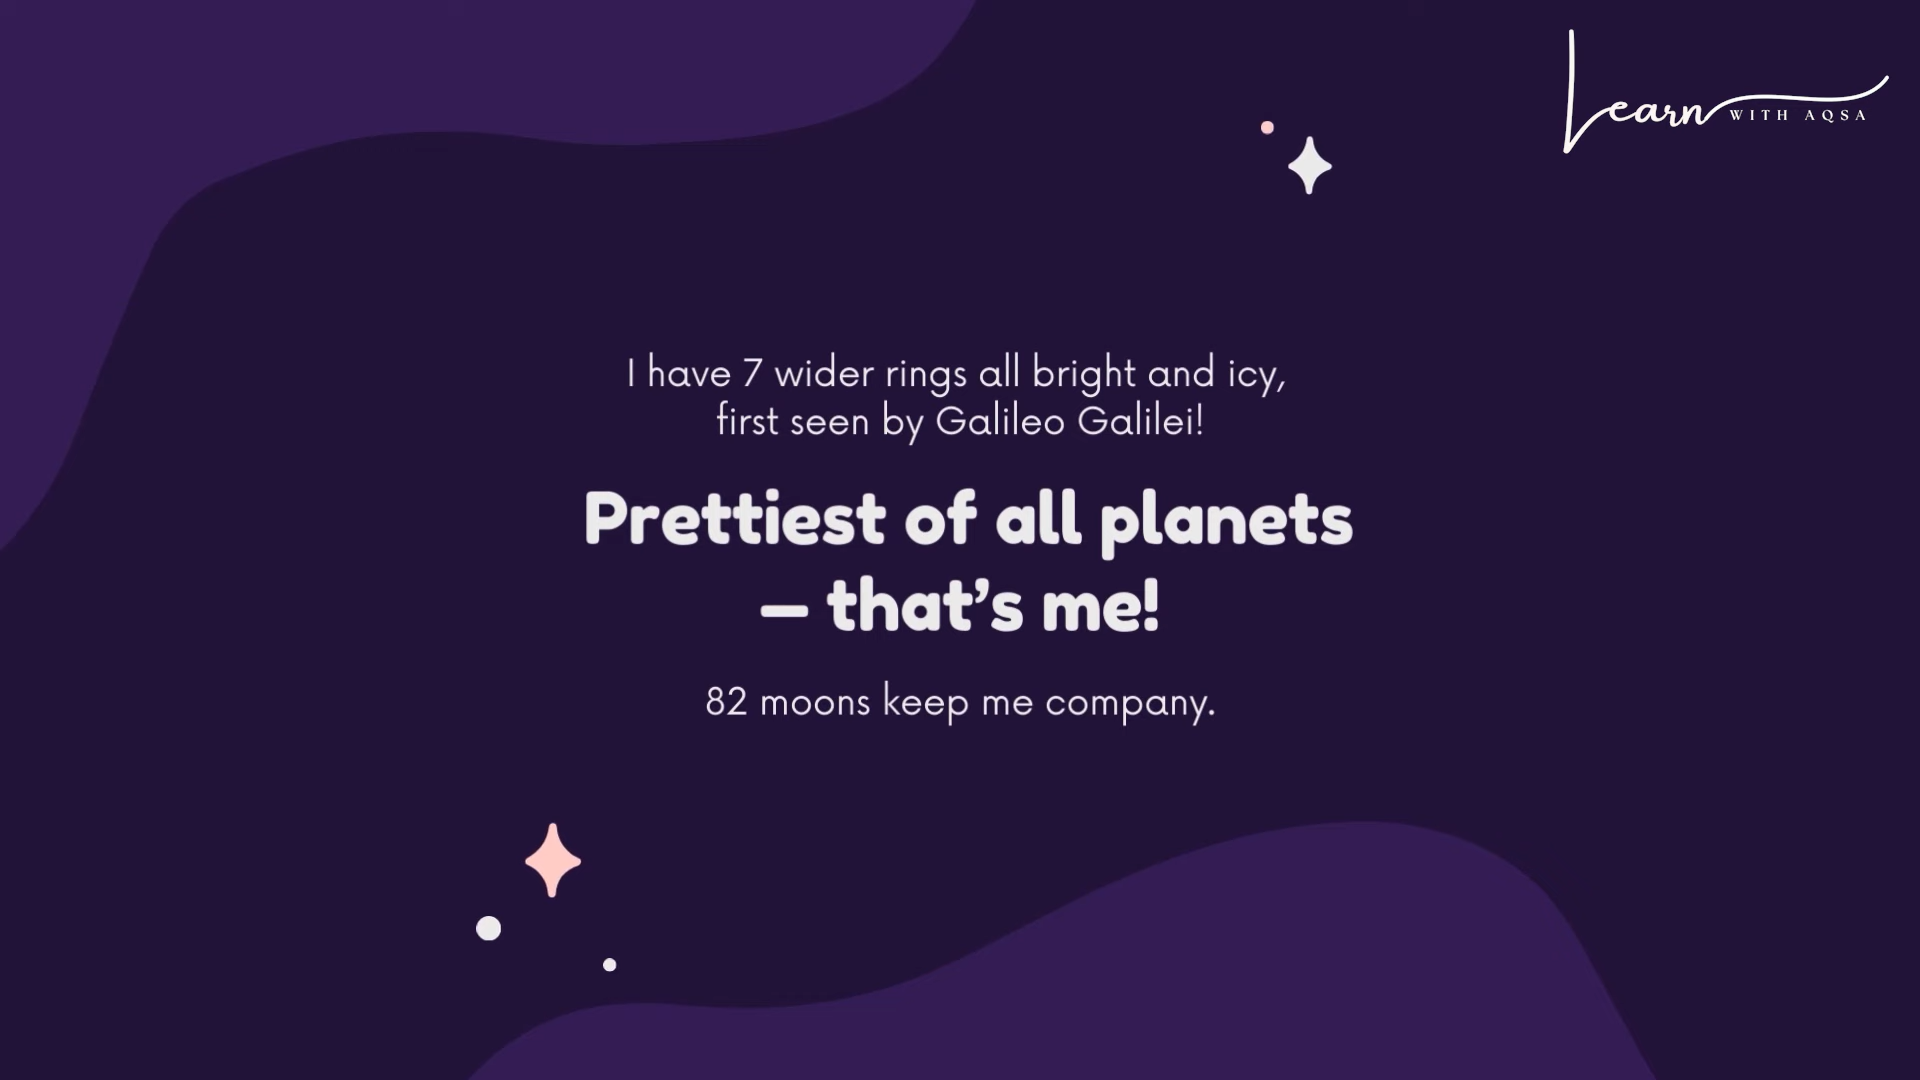 Learn WITH AQSA
I have 7 wider rings all bright and icy,
first seen by Galileo Galilei!
Prettiest of all planets
– that’s me!
82 moons keep me company.